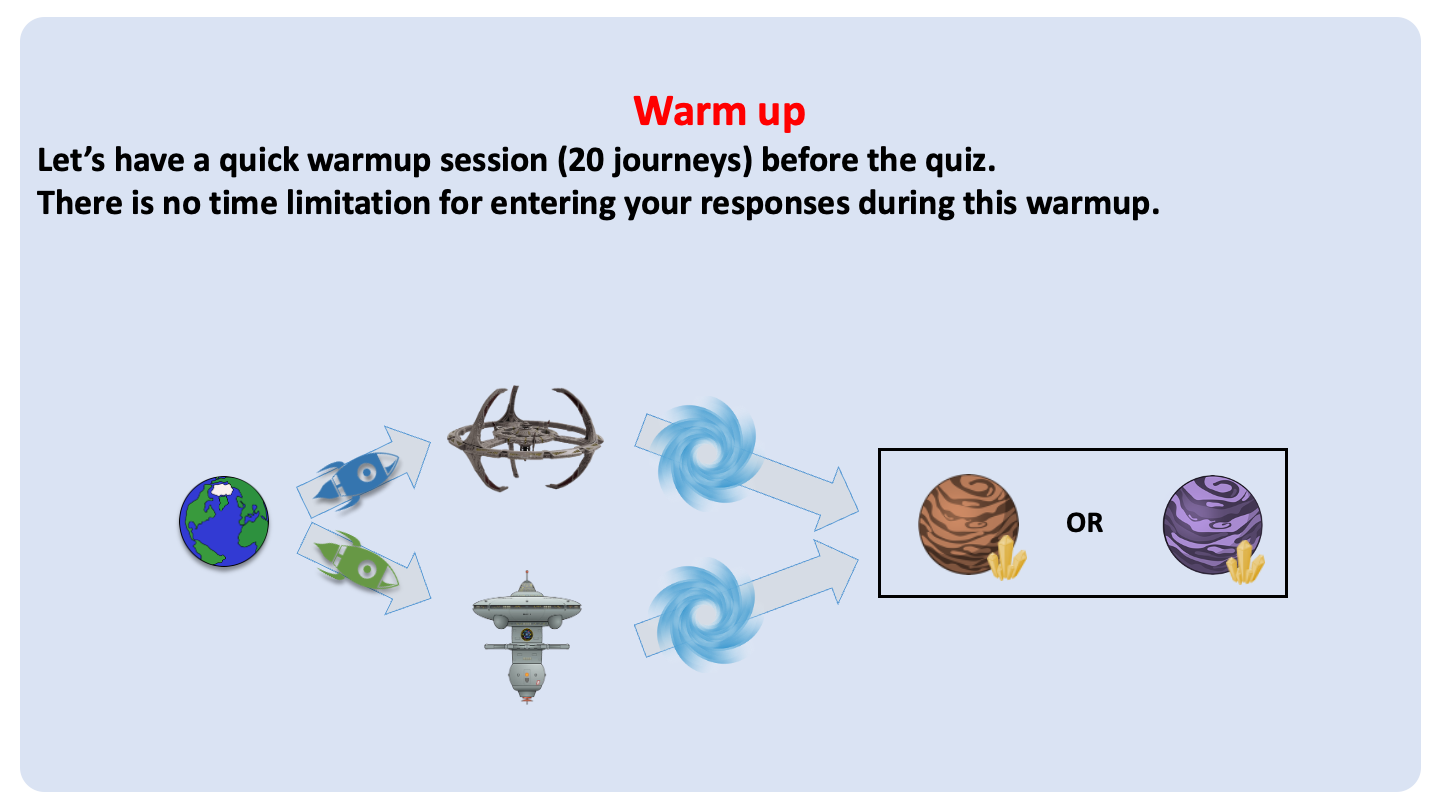 Warm up
Let’s have a quick warmup session (20 journeys) before the quiz.
There is no time limitation for entering your responses during this warmup.
OR